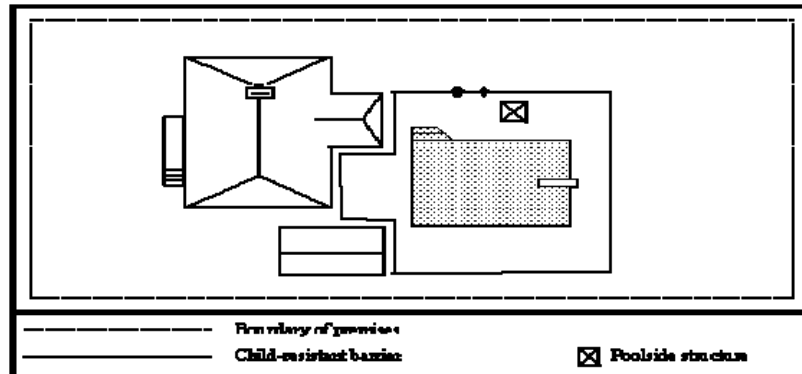 Boundary of premises
Child-resistant barrier
Poolside structure